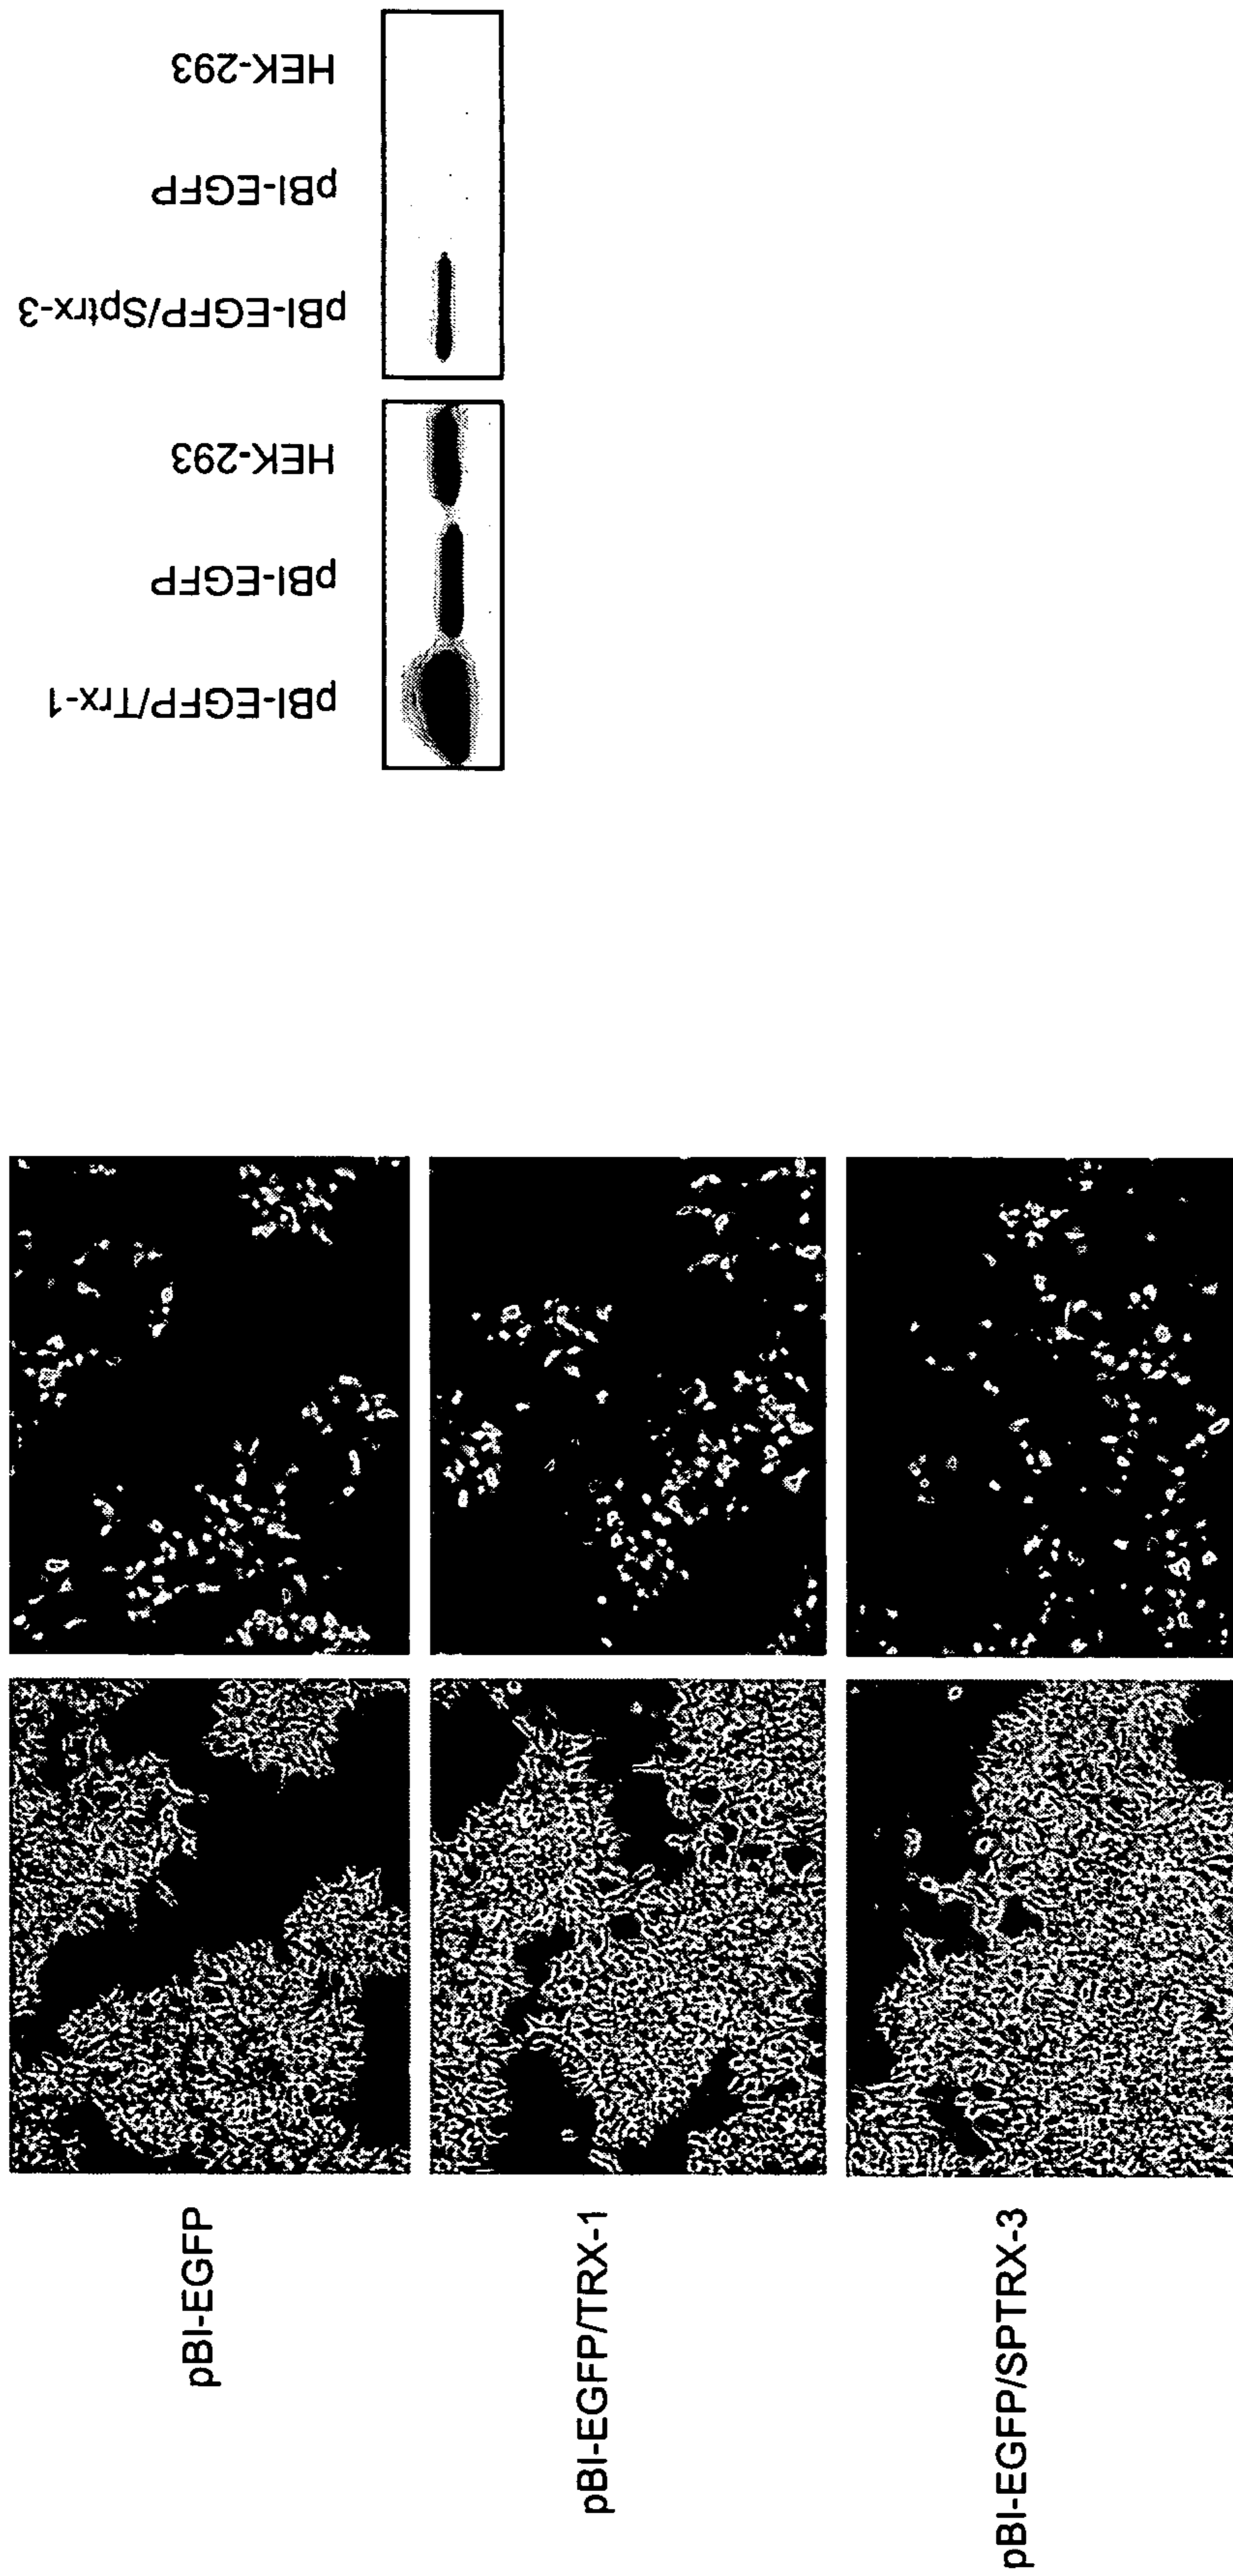 pBI-EGFP
pBI-EGFP/TRX-1
pBI-EGFP/SPTRX-3
pBI-EGFP/Trx-1
pBI-EGFP
HEK-293
pBI-EGFP/Sptrx-3
pBI-EGFP
HEK-293